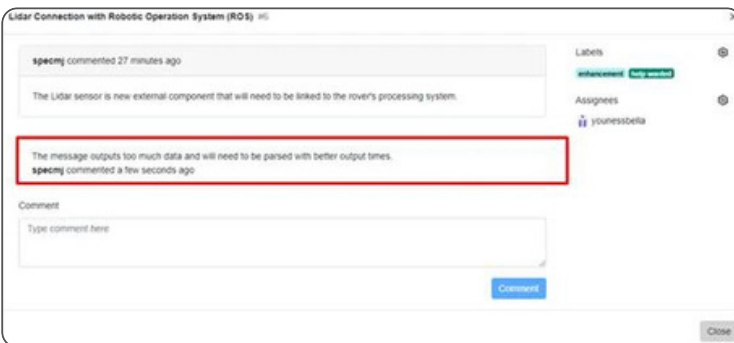 Lidar Connection with Robotic Operation System (ROS) #6
specmj commented 27 minutes ago
The Lidar sensor is new external component that will need to be linked to the rover's processing system.
The message outputs too much data and will need to be parsed with better output times.
specmj commented a few seconds ago
Comment
Type comment here
Comment
Labels
enhancement help wanted
Assignees
younessbella
Close